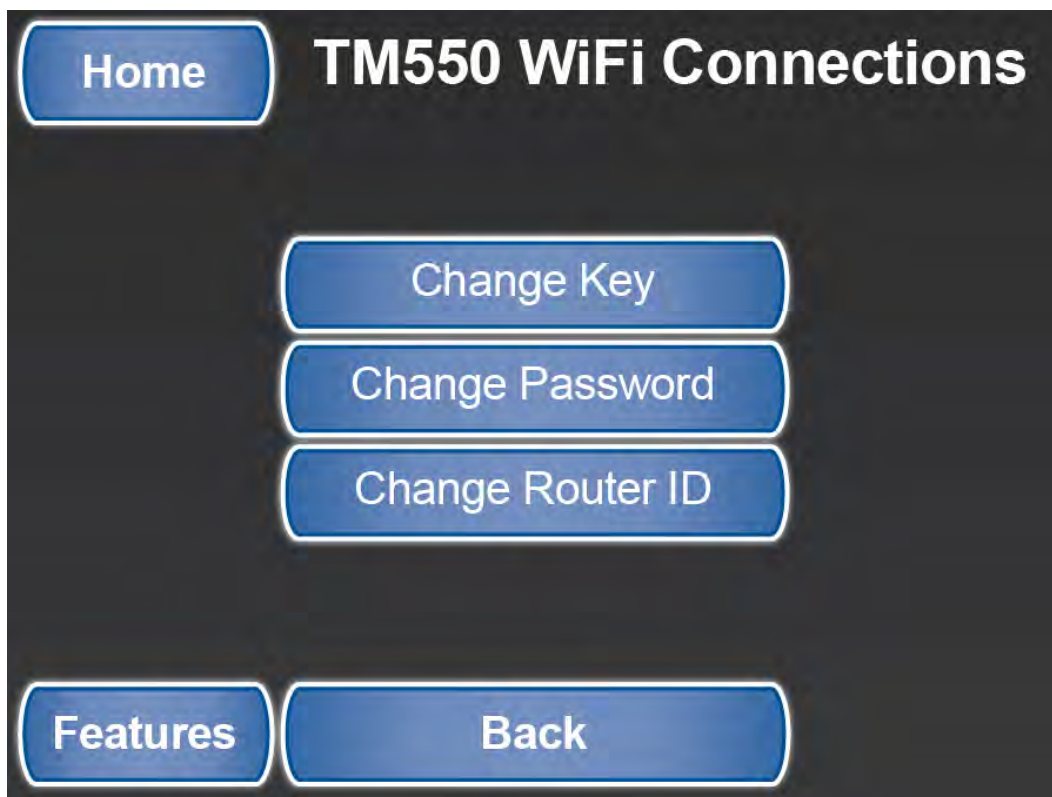 Home
TM550 WiFi Connections
Change Key
Change Password
Change Router ID
Features
Back